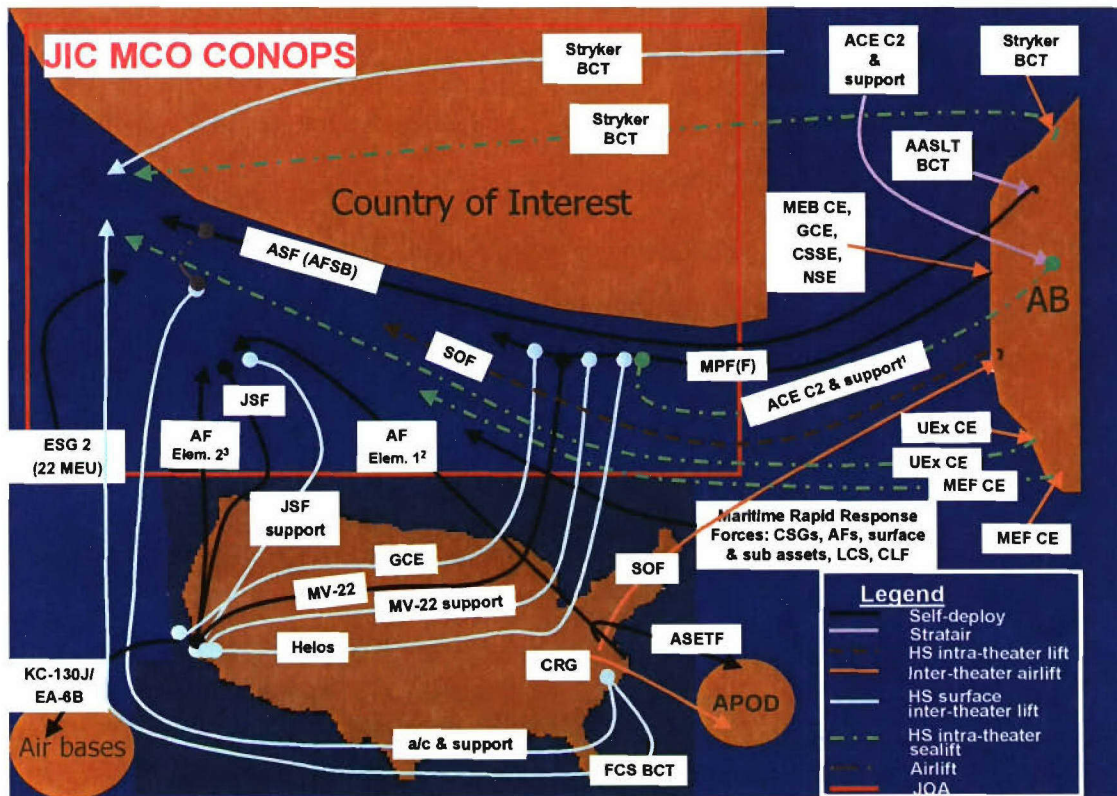 JIC MCO CONOPS
Stryker
BCT
ACE C2
&
support
Stryker
BCT
Stryker
BCT
AASLT
BCT
Country of Interest
MEB CE,
GCE,
CSSE,
NSE
ASF (AFSB)
AB
SOF
MPF(F)
ACE C2 & support¹
JSF
ESG 2
(22 MEU)
AF
Elem. 2³
AF
Elem. 1²
UEx CE
UEx CE
MEF CE
JSF
support
Maritime Rapid Response
Forces: CSGs, AFs, surface
& sub assets, LCS, CLF
MEF CE
GCE
SOF
MV-22
MV-22 support
Helos
ASETF
CRG
KC-130J/
EA-6B
Air bases
APOD
a/c & support
FCS BCT
Legend
Self-deploy
Stratair
HS intra-theater lift
Inter-theater airlift
HS surface
inter-theater lift
HS intra-theater
sealift
Airlift
JOA